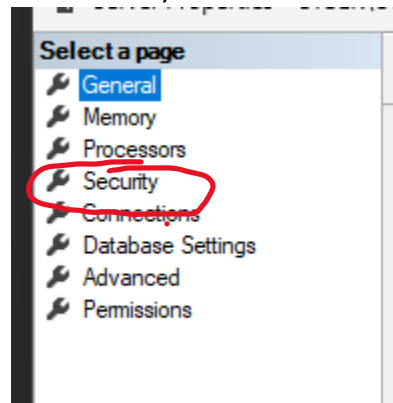 Select a page
General
Memory
Processors
Security
Connections
Database Settings
Advanced
Permissions